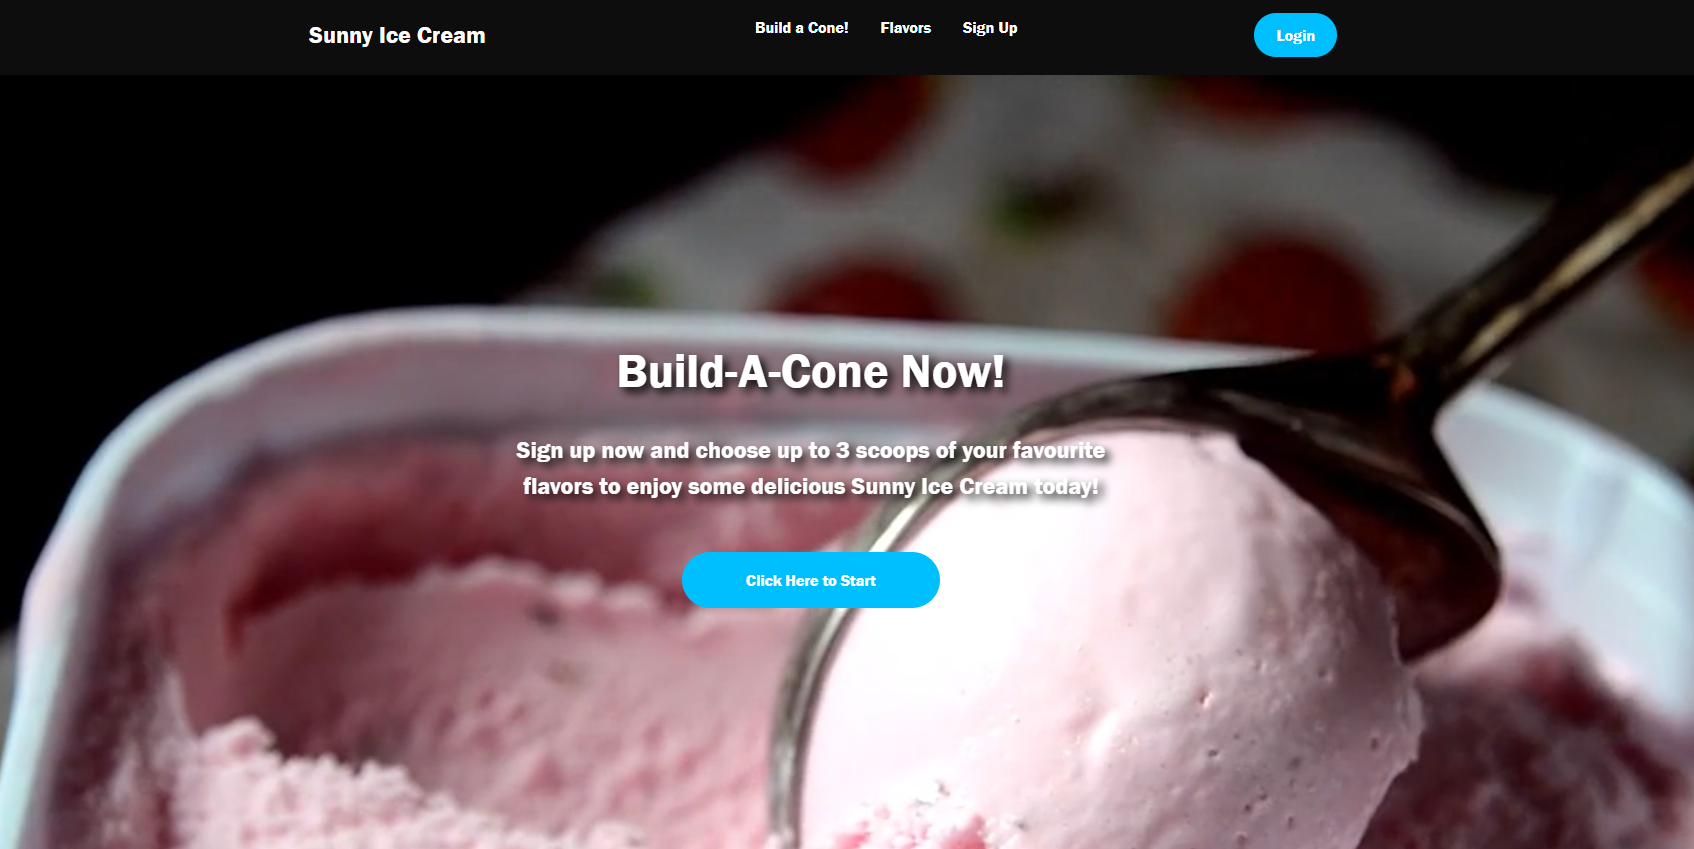 Sunny Ice Cream
Build a Cone! Flavors Sign Up
Login
Build-A-Cone Now!
Sign up now and choose up to 3 scoops of your favourite
flavors to enjoy some delicious Sunny Ice Cream today!
Click Here to Start